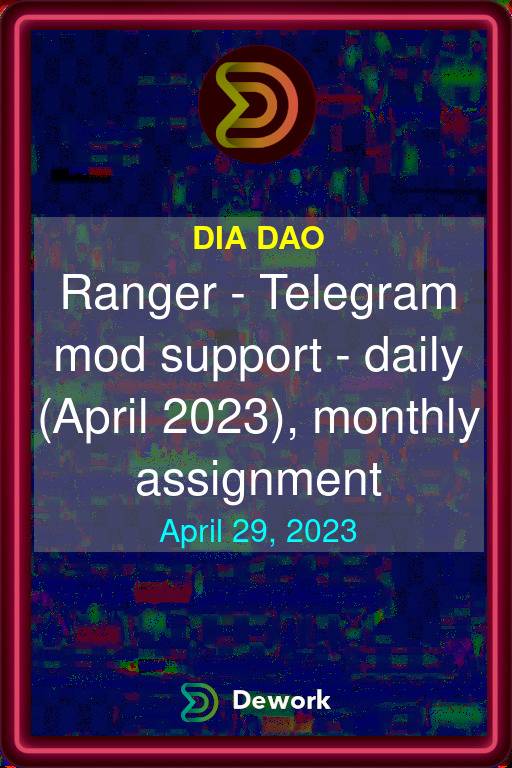 DIA DAO
Ranger - Telegram
mod support - daily
(April 2023), monthly
assignment
April 29, 2023
Dework